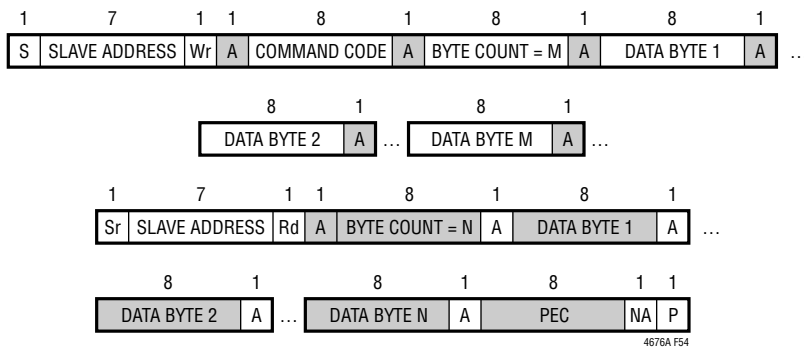 1 7 1 1 8 1 8 1 8 1
S SLAVE ADDRESS Wr A COMMAND CODE A BYTE COUNT = M A DATA BYTE 1 A …
8 1 8 1
DATA BYTE 2 A … DATA BYTE M A …
1 7 1 1 8 1 8 1
Sr SLAVE ADDRESS Rd A BYTE COUNT = N A DATA BYTE 1 A …
8 1 8 1 8 1 1
DATA BYTE 2 A … DATA BYTE N A PEC NA P
4676A F54